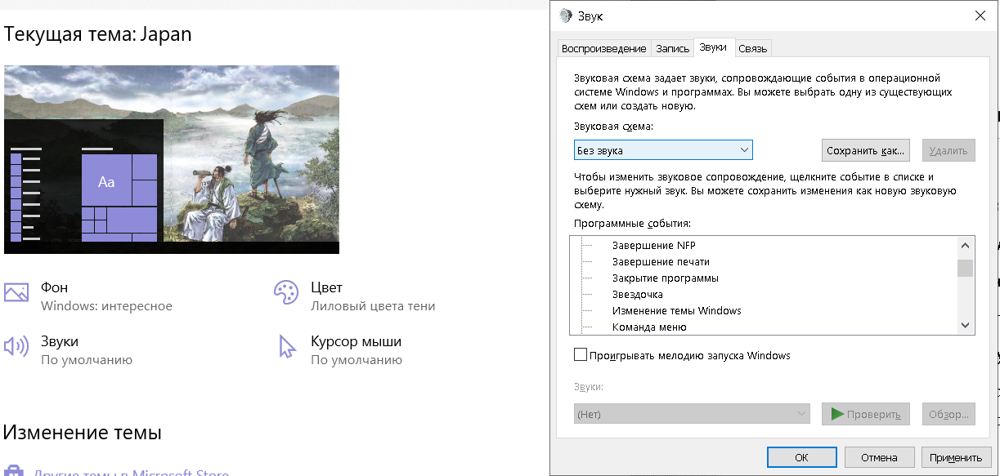 Текущая тема: Japan
Aa
Фон
Windows: интересное
Цвет
Лиловый цвета тени
Звуки
По умолчанию
Курсор мыши
По умолчанию
Изменение темы
Другие темы в Microsoft Store
Звук
Воспроизведение Запись Звуки Связь
Звуковая схема задает звуки, сопровождающие события в операционной
системе Windows и программах. Вы можете выбрать одну из существующих
схем или создать новую.
Звуковая схема:
Без звука
Сохранить как...
Удалить
Чтобы изменить звуковое сопровождение, щелкните событие в списке и
выберите нужный звук. Вы можете сохранить изменения как новую звуковую
схему.
Программные события:
Завершение NFP
Завершение печати
Закрытие программы
Звездочка
Изменение темы Windows
Команда меню
Проигрывать мелодию запуска Windows
Звуки:
(Нет)
Проверить
Обзор...
ОК
Отмена
Применить